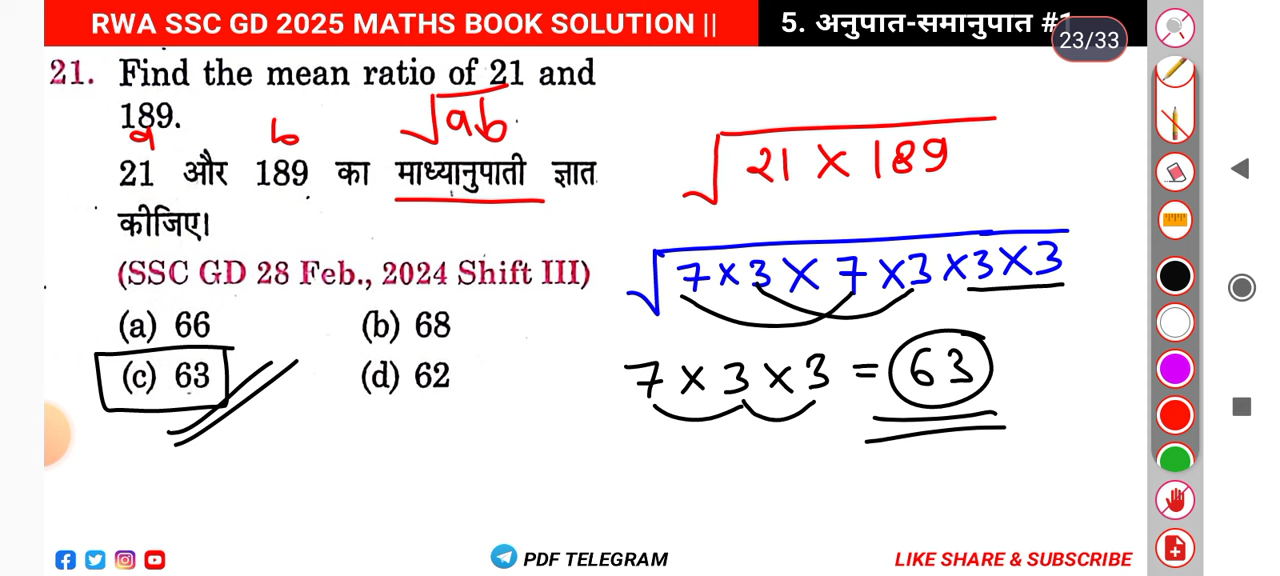 RWA SSC GD 2025 MATHS BOOK SOLUTION ||
5. अनुपात-समानुपात #1
23/33
21. Find the mean ratio of 21 and
189.
a b √ab
21 और 189 का माध्यानुपाती ज्ञात
कीजिए।
(SSC GD 28 Feb., 2024 Shift III)
(a) 66 (b) 68
(c) 63 (d) 62
√21 × 189
√7 × 3 × 7 × 3 × 3 × 3
7 × 3 × 3 = 63
PDF TELEGRAM
LIKE SHARE & SUBSCRIBE